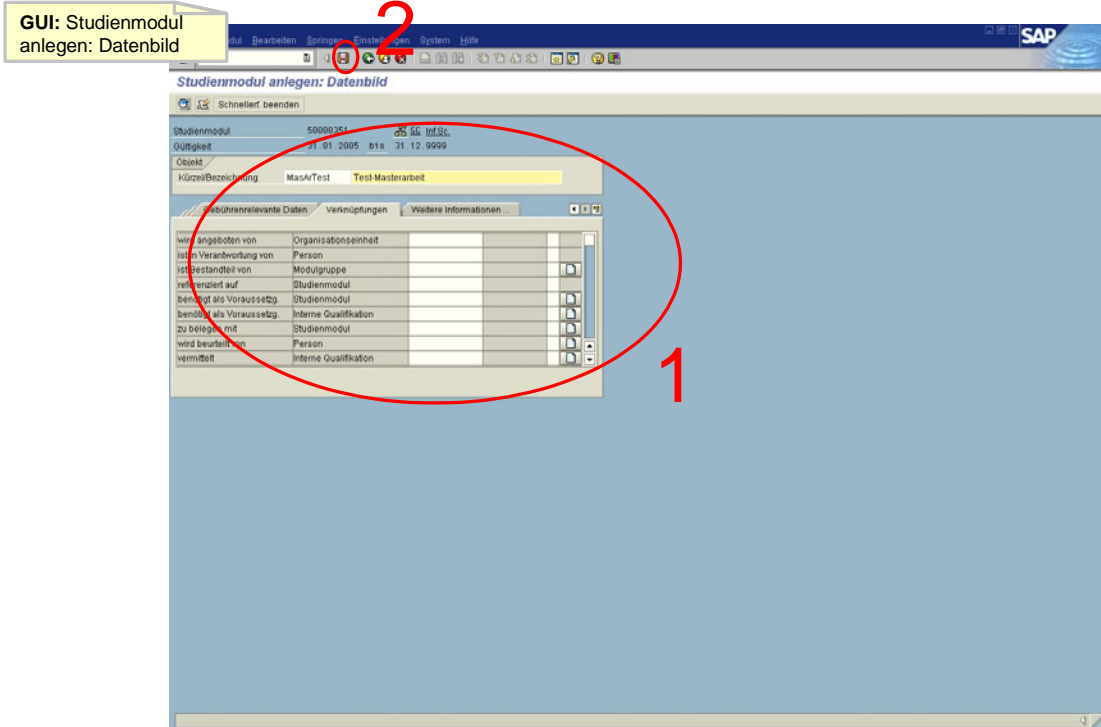 GUI: Studienmodul
anlegen: Datenbild
2
Bearbeiten Springen Einstellungen System Hilfe
SAP
Studienmodul anlegen: Datenbild
Schnellerf. beenden
Studienmodul 50000351 SC Inf.Sc.
Gültigkeit 31.01.2005 bis 31.12.9999
Objekt
Kürzel/Bezeichnung MasArTest Test-Masterarbeit
Gebührenrelevante Daten Verknüpfungen Weitere Informationen ...
wird angeboten von Organisationseinheit
ist in Verantwortung von Person
ist Bestandteil von Modulgruppe
referenziert auf Studienmodul
benötigt als Voraussetzg. Studienmodul
benötigt als Voraussetzg. Interne Qualifikation
zu belegen mit Studienmodul
wird beurteilt von Person
vermittelt Interne Qualifikation
1